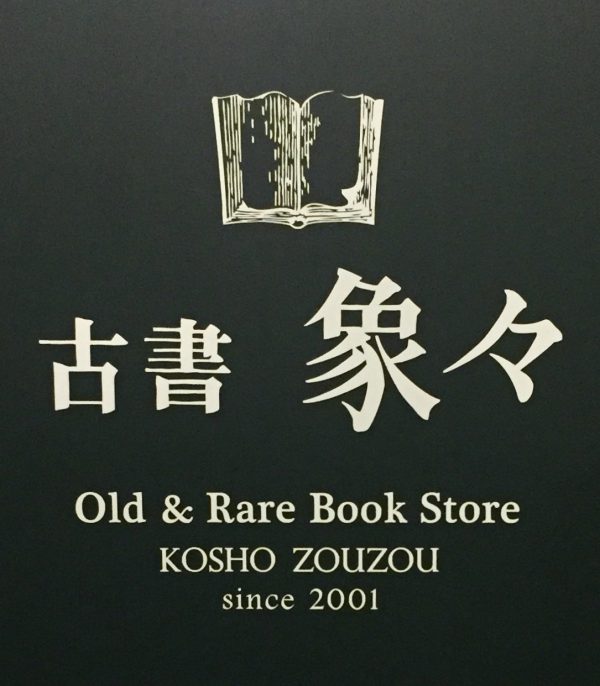 古書 象々
Old & Rare Book Store
KOSHO ZOUZOU
since 2001